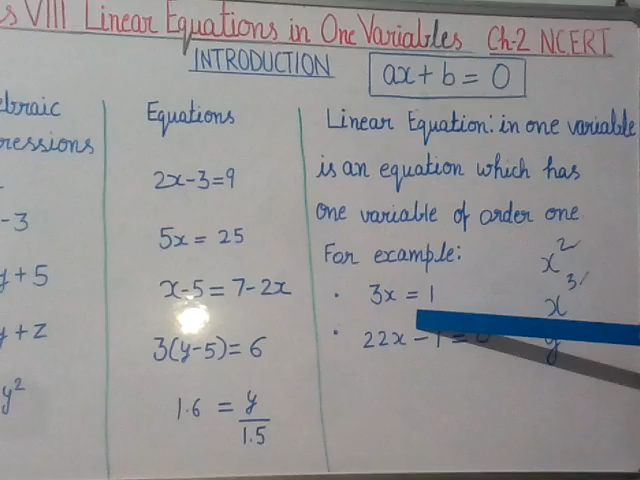 s VIII Linear Equations in One Variables Ch-2 NCERT
INTRODUCTION
ax + b = 0
ebraic
ressions
-3
y + 5
y + z
y²
Equations
2x - 3 = 9
5x = 25
x - 5 = 7 - 2x
3(y - 5) = 6
1.6 = y/1.5
Linear Equation: in one variable
is an equation which has
one variable of order one
For example:
• 3x = 1
• 22x - 1 = 0
x²
x³
y